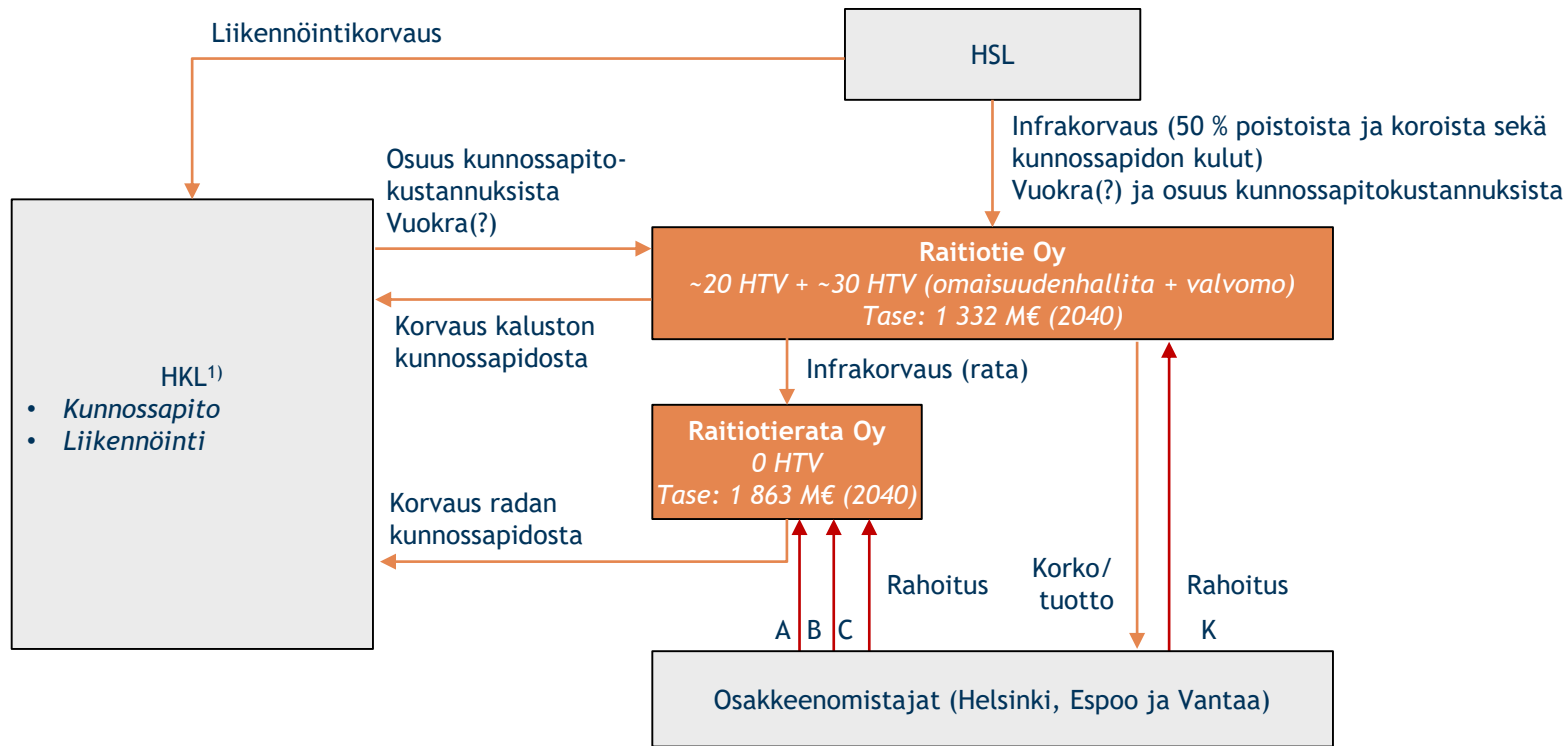 Liikennöintikorvaus
HSL
Infrakorvaus (50 % poistoista ja koroista sekä
kunnossapidon kulut)
Vuokra(?) ja osuus kunnossapitokustannuksista
Osuus kunnossapito-
kustannuksista
Vuokra(?)
Raitiotie Oy
~20 HTV + ~30 HTV (omaisuudenhallita + valvomo)
Tase: 1 332 M€ (2040)
Korvaus kaluston
kunnossapidosta
HKL1)
• Kunnossapito
• Liikennöinti
Infrakorvaus (rata)
Raitiotierata Oy
0 HTV
Tase: 1 863 M€ (2040)
Korvaus radan
kunnossapidosta
Rahoitus
A B C
Korko/
tuotto
Rahoitus
K
Osakkeenomistajat (Helsinki, Espoo ja Vantaa)